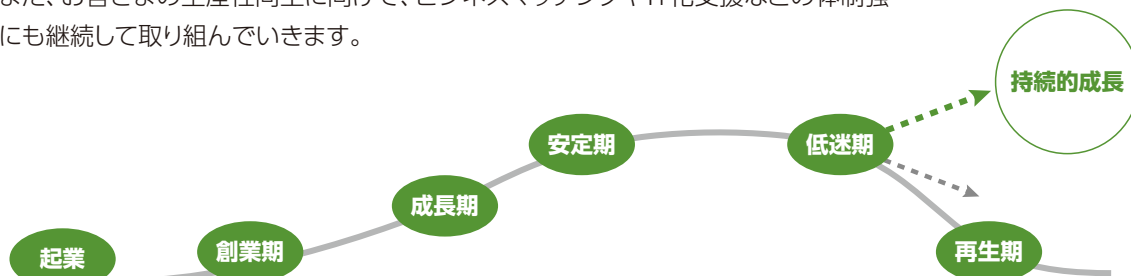 にも継続して取り組んでいきます。
持続的成長
安定期
低迷期
成長期
起業
創業期
再生期